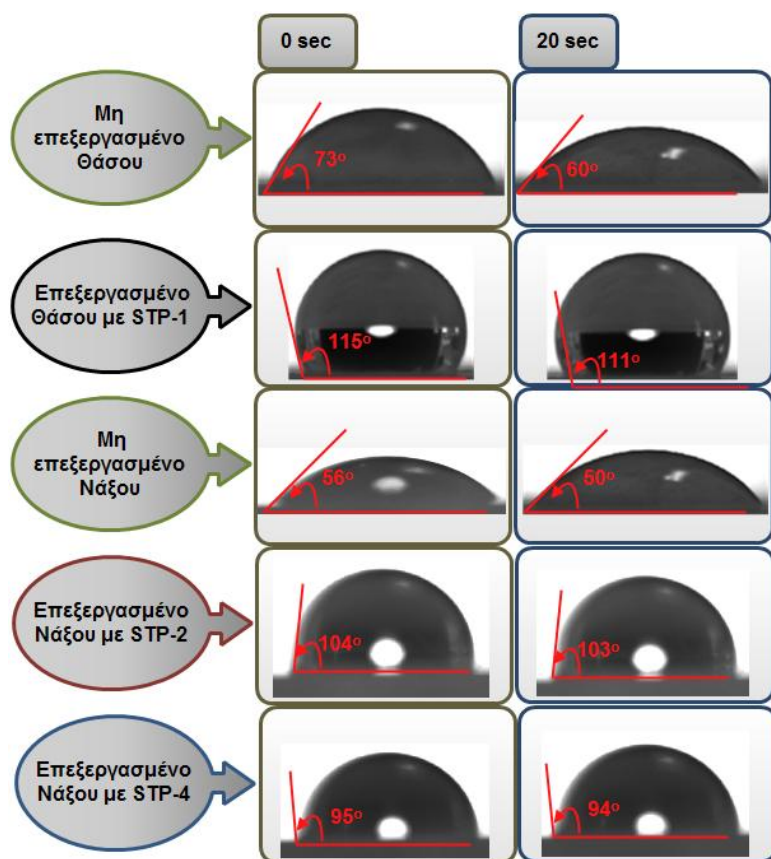 0 sec
20 sec
Μη
επεξεργασμένο
Θάσου
73º
60º
Επεξεργασμένο
Θάσου με STP-1
115º
111º
Μη
επεξεργασμένο
Νάξου
56º
50º
Επεξεργασμένο
Νάξου με STP-2
104º
103º
Επεξεργασμένο
Νάξου με STP-4
95º
94º